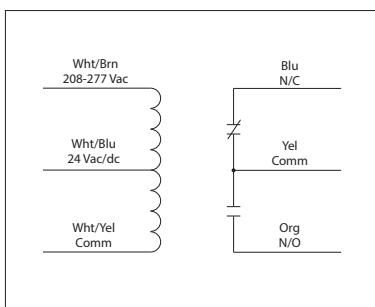 Wht/Brn
208-277 Vac
Wht/Blu
24 Vac/dc
Wht/Yel
Comm
Blu
N/C
Yel
Comm
Org
N/O